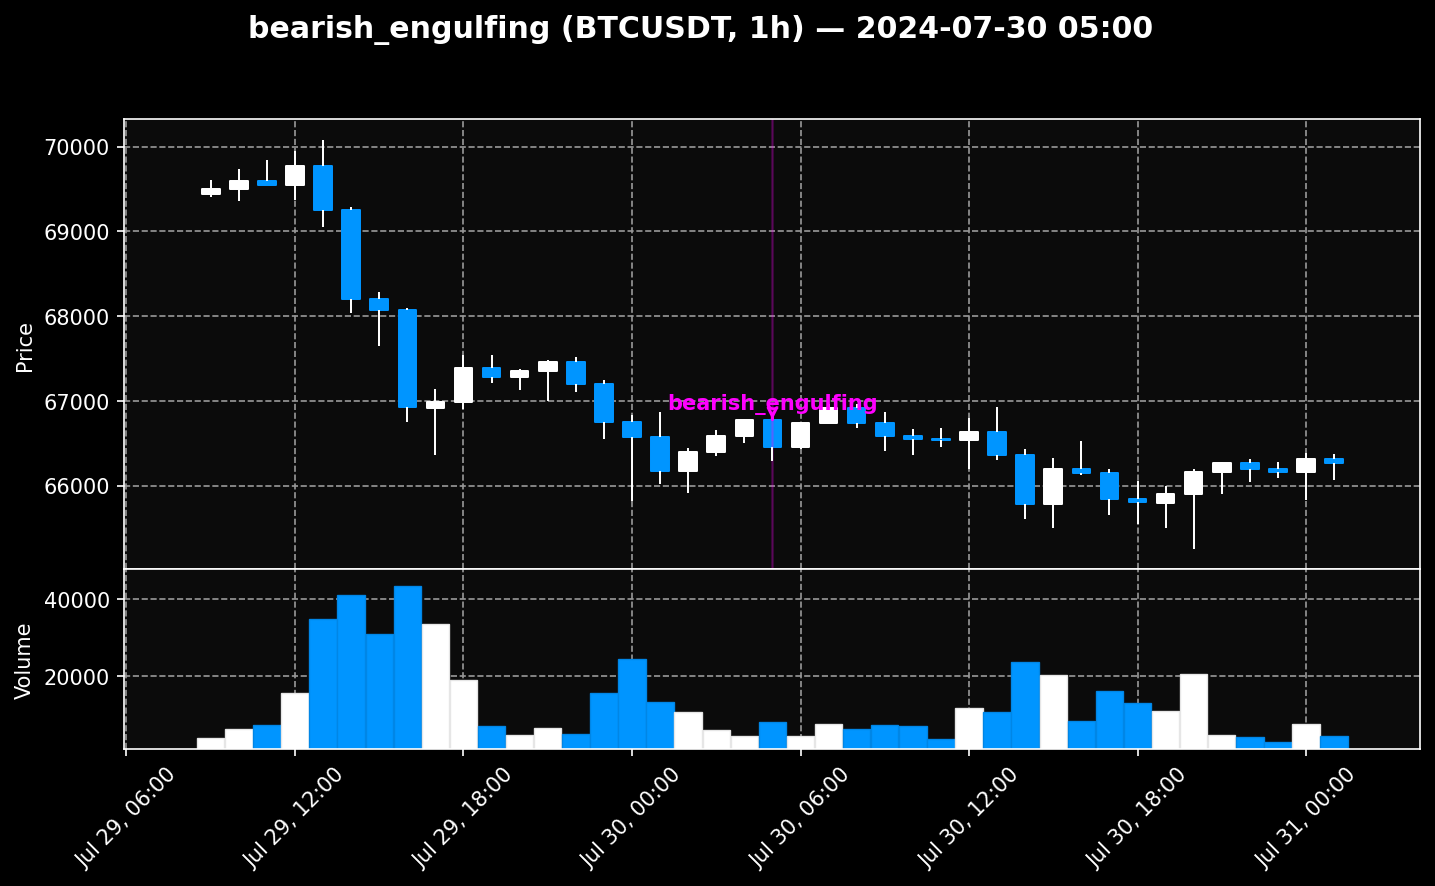 bearish_engulfing (BTCUSDT, 1h) — 2024-07-30 05:00
70000
69000
68000
67000
66000
Price
bearish_engulfing
40000
20000
Volume
Jul 29, 06:00
Jul 29, 12:00
Jul 29, 18:00
Jul 30, 00:00
Jul 30, 06:00
Jul 30, 12:00
Jul 30, 18:00
Jul 31, 00:00